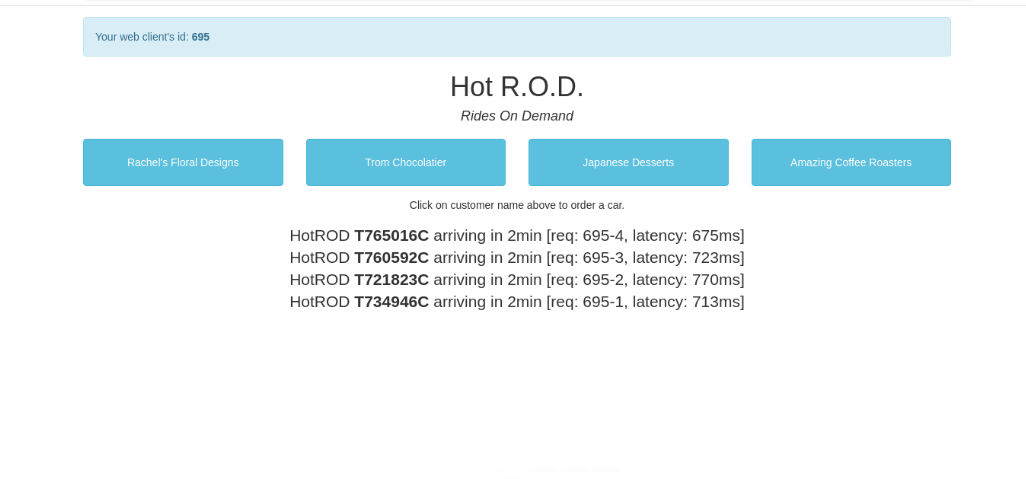 Your web client's id: 695
Hot R.O.D.
Rides On Demand
Rachel's Floral Designs
Trom Chocolatier
Japanese Desserts
Amazing Coffee Roasters
Click on customer name above to order a car.
HotROD T765016C arriving in 2min [req: 695-4, latency: 675ms]
HotROD T760592C arriving in 2min [req: 695-3, latency: 723ms]
HotROD T721823C arriving in 2min [req: 695-2, latency: 770ms]
HotROD T734946C arriving in 2min [req: 695-1, latency: 713ms]